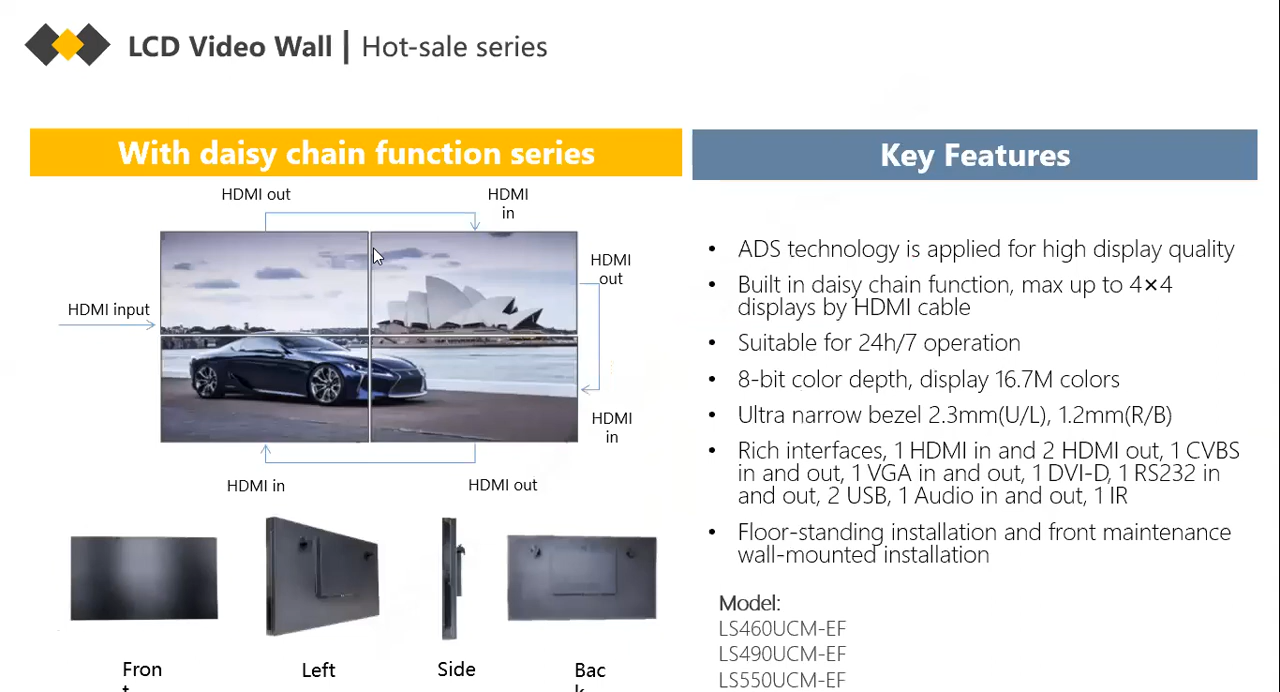 LCD Video Wall | Hot-sale series
With daisy chain function series
HDMI out
HDMI
in
HDMI
out
HDMI input
HDMI
in
HDMI in
HDMI out
Fron
t
Left
Side
Bac
k
Key Features
• ADS technology is applied for high display quality
• Built in daisy chain function, max up to 4×4
displays by HDMI cable
• Suitable for 24h/7 operation
• 8-bit color depth, display 16.7M colors
• Ultra narrow bezel 2.3mm(U/L), 1.2mm(R/B)
• Rich interfaces, 1 HDMI in and 2 HDMI out, 1 CVBS
in and out, 1 VGA in and out, 1 DVI-D, 1 RS232 in
and out, 2 USB, 1 Audio in and out, 1 IR
• Floor-standing installation and front maintenance
wall-mounted installation
Model:
LS460UCM-EF
LS490UCM-EF
LS550UCM-EF